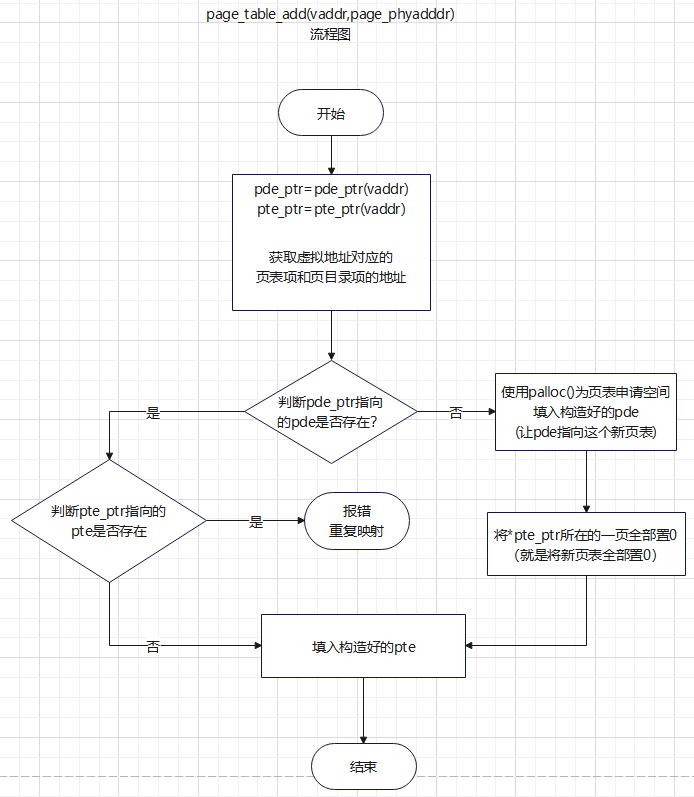 page_table_add(vaddr,page_phyadddr)
流程图
开始
pde_ptr= pde_ptr(vaddr)
pte_ptr= pte_ptr(vaddr)
获取虚拟地址对应的
页表项和页目录项的地址
判断pde_ptr指向
的pde是否存在?
是
否
使用palloc()为页表申请空间
填入构造好的pde
(让pde指向这个新页表)
判断pte_ptr指向的
pte是否存在
是
报错
重复映射
将*pte_ptr所在的一页全部置0
(就是将新页表全部置0)
否
填入构造好的pte
结束